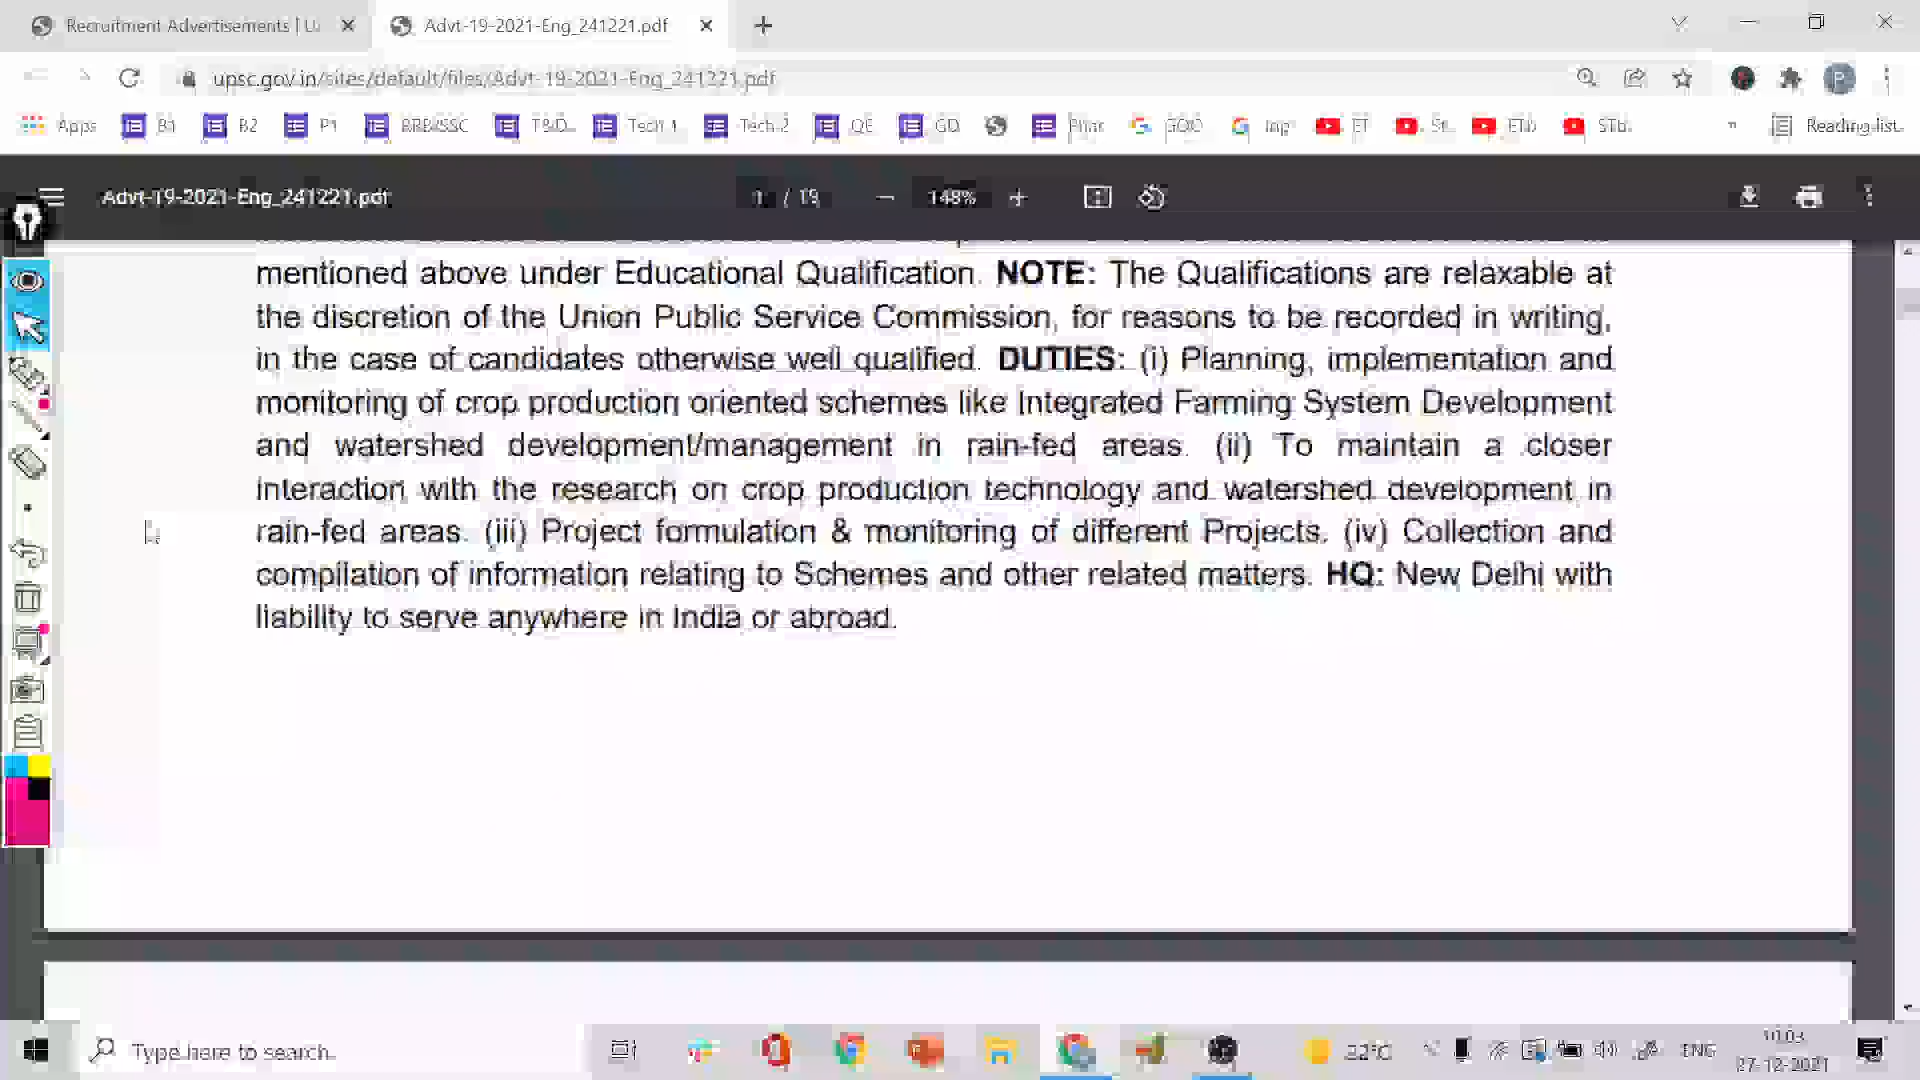 Recruitment Advertisements | U
Advt-19-2021-Eng_241221.pdf
upsc.gov.in/sites/default/files/Advt-19-2021-Eng_241221.pdf
P
Apps B1 B2 P1 RRB/SSC T&D.. Tech 1 Tech-2 QE GD ET St.. ETb STb. Reading list
Advt-19-2021-Eng_241221.pdf 1 / 19 148%
mentioned above under Educational Qualification. NOTE: The Qualifications are relaxable at
the discretion of the Union Public Service Commission, for reasons to be recorded in writing,
in the case of candidates otherwise well qualified. DUTIES: (i) Planning, implementation and
monitoring of crop production oriented schemes like Integrated Farming System Development
and watershed development/management in rain-fed areas. (ii) To maintain a closer
interaction with the research on crop production technology and watershed development in
rain-fed areas. (iii) Project formulation & monitoring of different Projects. (iv) Collection and
compilation of information relating to Schemes and other related matters. HQ: New Delhi with
liability to serve anywhere in India or abroad.
Type here to search
22°C ENG
10:03
27-12-2021